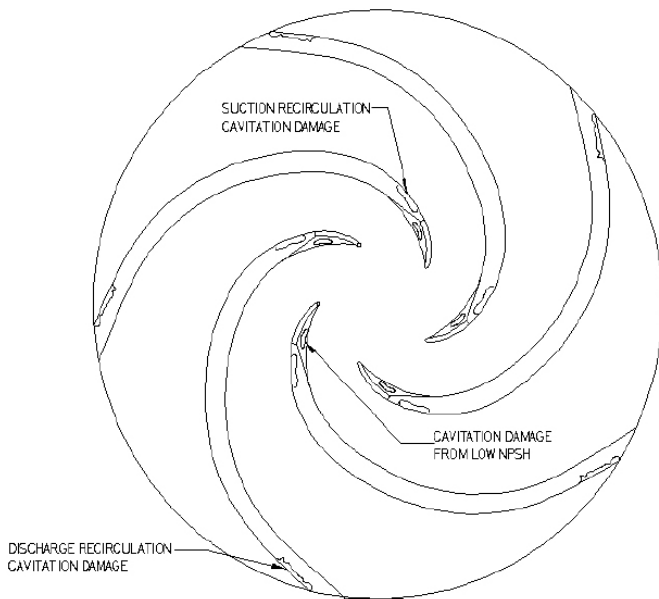 SUCTION RECIRCULATION
CAVITATION DAMAGE
CAVITATION DAMAGE
FROM LOW NPSH
DISCHARGE RECIRCULATION
CAVITATION DAMAGE